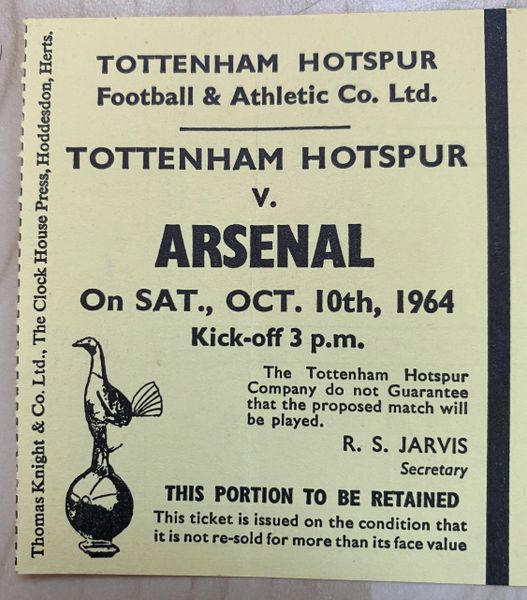 TOTTENHAM HOTSPUR
Football & Athletic Co. Ltd.
TOTTENHAM HOTSPUR
V.
ARSENAL
On SAT., OCT. 10th, 1964
Kick-off 3 p.m.
The Tottenham Hotspur
Company do not Guarantee
that the proposed match will
be played.
R. S. JARVIS
Secretary
THIS PORTION TO BE RETAINED
This ticket is issued on the condition that
it is not re-sold for more than its face value
Thomas Knight & Co. Ltd., The Clock House Press, Hoddesdon, Herts.